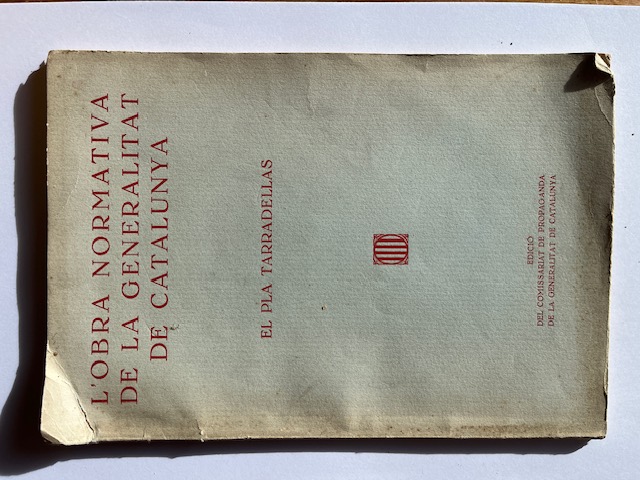 L'OBRA NORMATIVA
DE LA GENERALITAT
DE CATALUNYA
EL PLA TARRADELLAS
EDICIÓ
DEL COMISSARIAT DE PROPAGANDA
DE LA GENERALITAT DE CATALUNYA